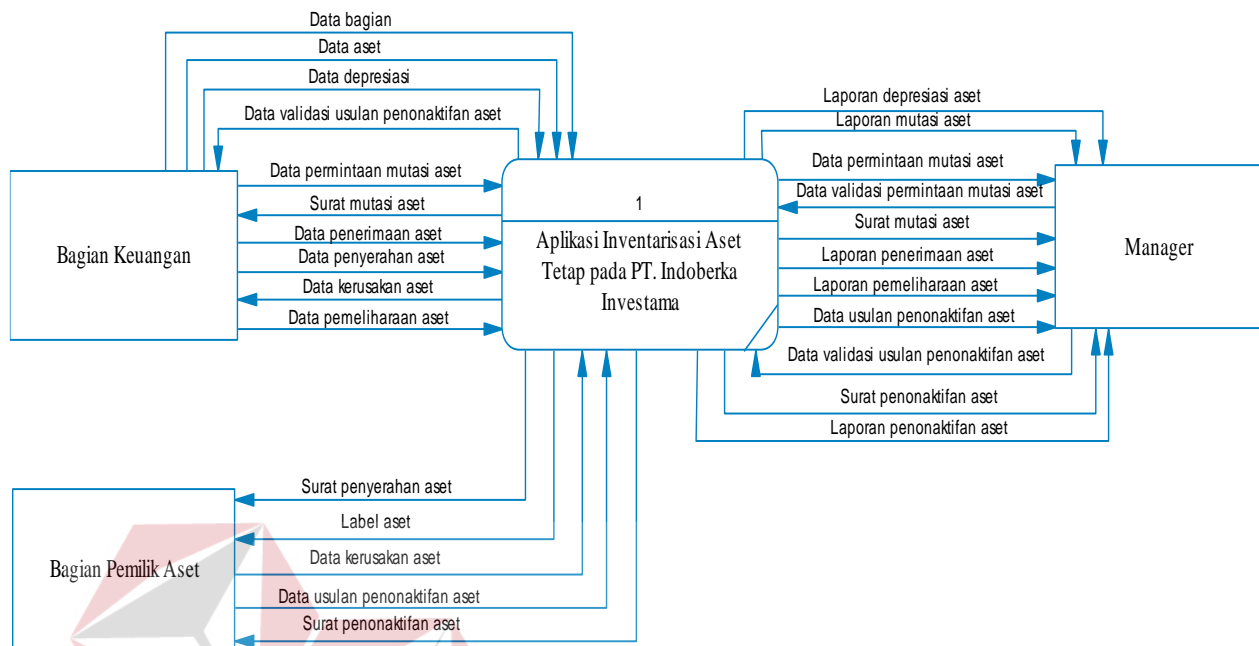 Data bagian
Data aset
Data depresiasi
Data validasi usulan penonaktifan aset
Data permintaan mutasi aset
Surat mutasi aset
Data penerimaan aset
Data penyerahan aset
Data kerusakan aset
Data pemeliharaan aset
Bagian Keuangan
1
Aplikasi Inventarisasi Aset
Tetap pada PT. Indoberka
Investama
Laporan depresiasi aset
Laporan mutasi aset
Data permintaan mutasi aset
Data validasi permintaan mutasi aset
Surat mutasi aset
Laporan penerimaan aset
Laporan pemeliharaan aset
Data usulan penonaktifan aset
Data validasi usulan penonaktifan aset
Surat penonaktifan aset
Laporan penonaktifan aset
Manager
Surat penyerahan aset
Label aset
Data kerusakan aset
Data usulan penonaktifan aset
Surat penonaktifan aset
Bagian Pemilik Aset